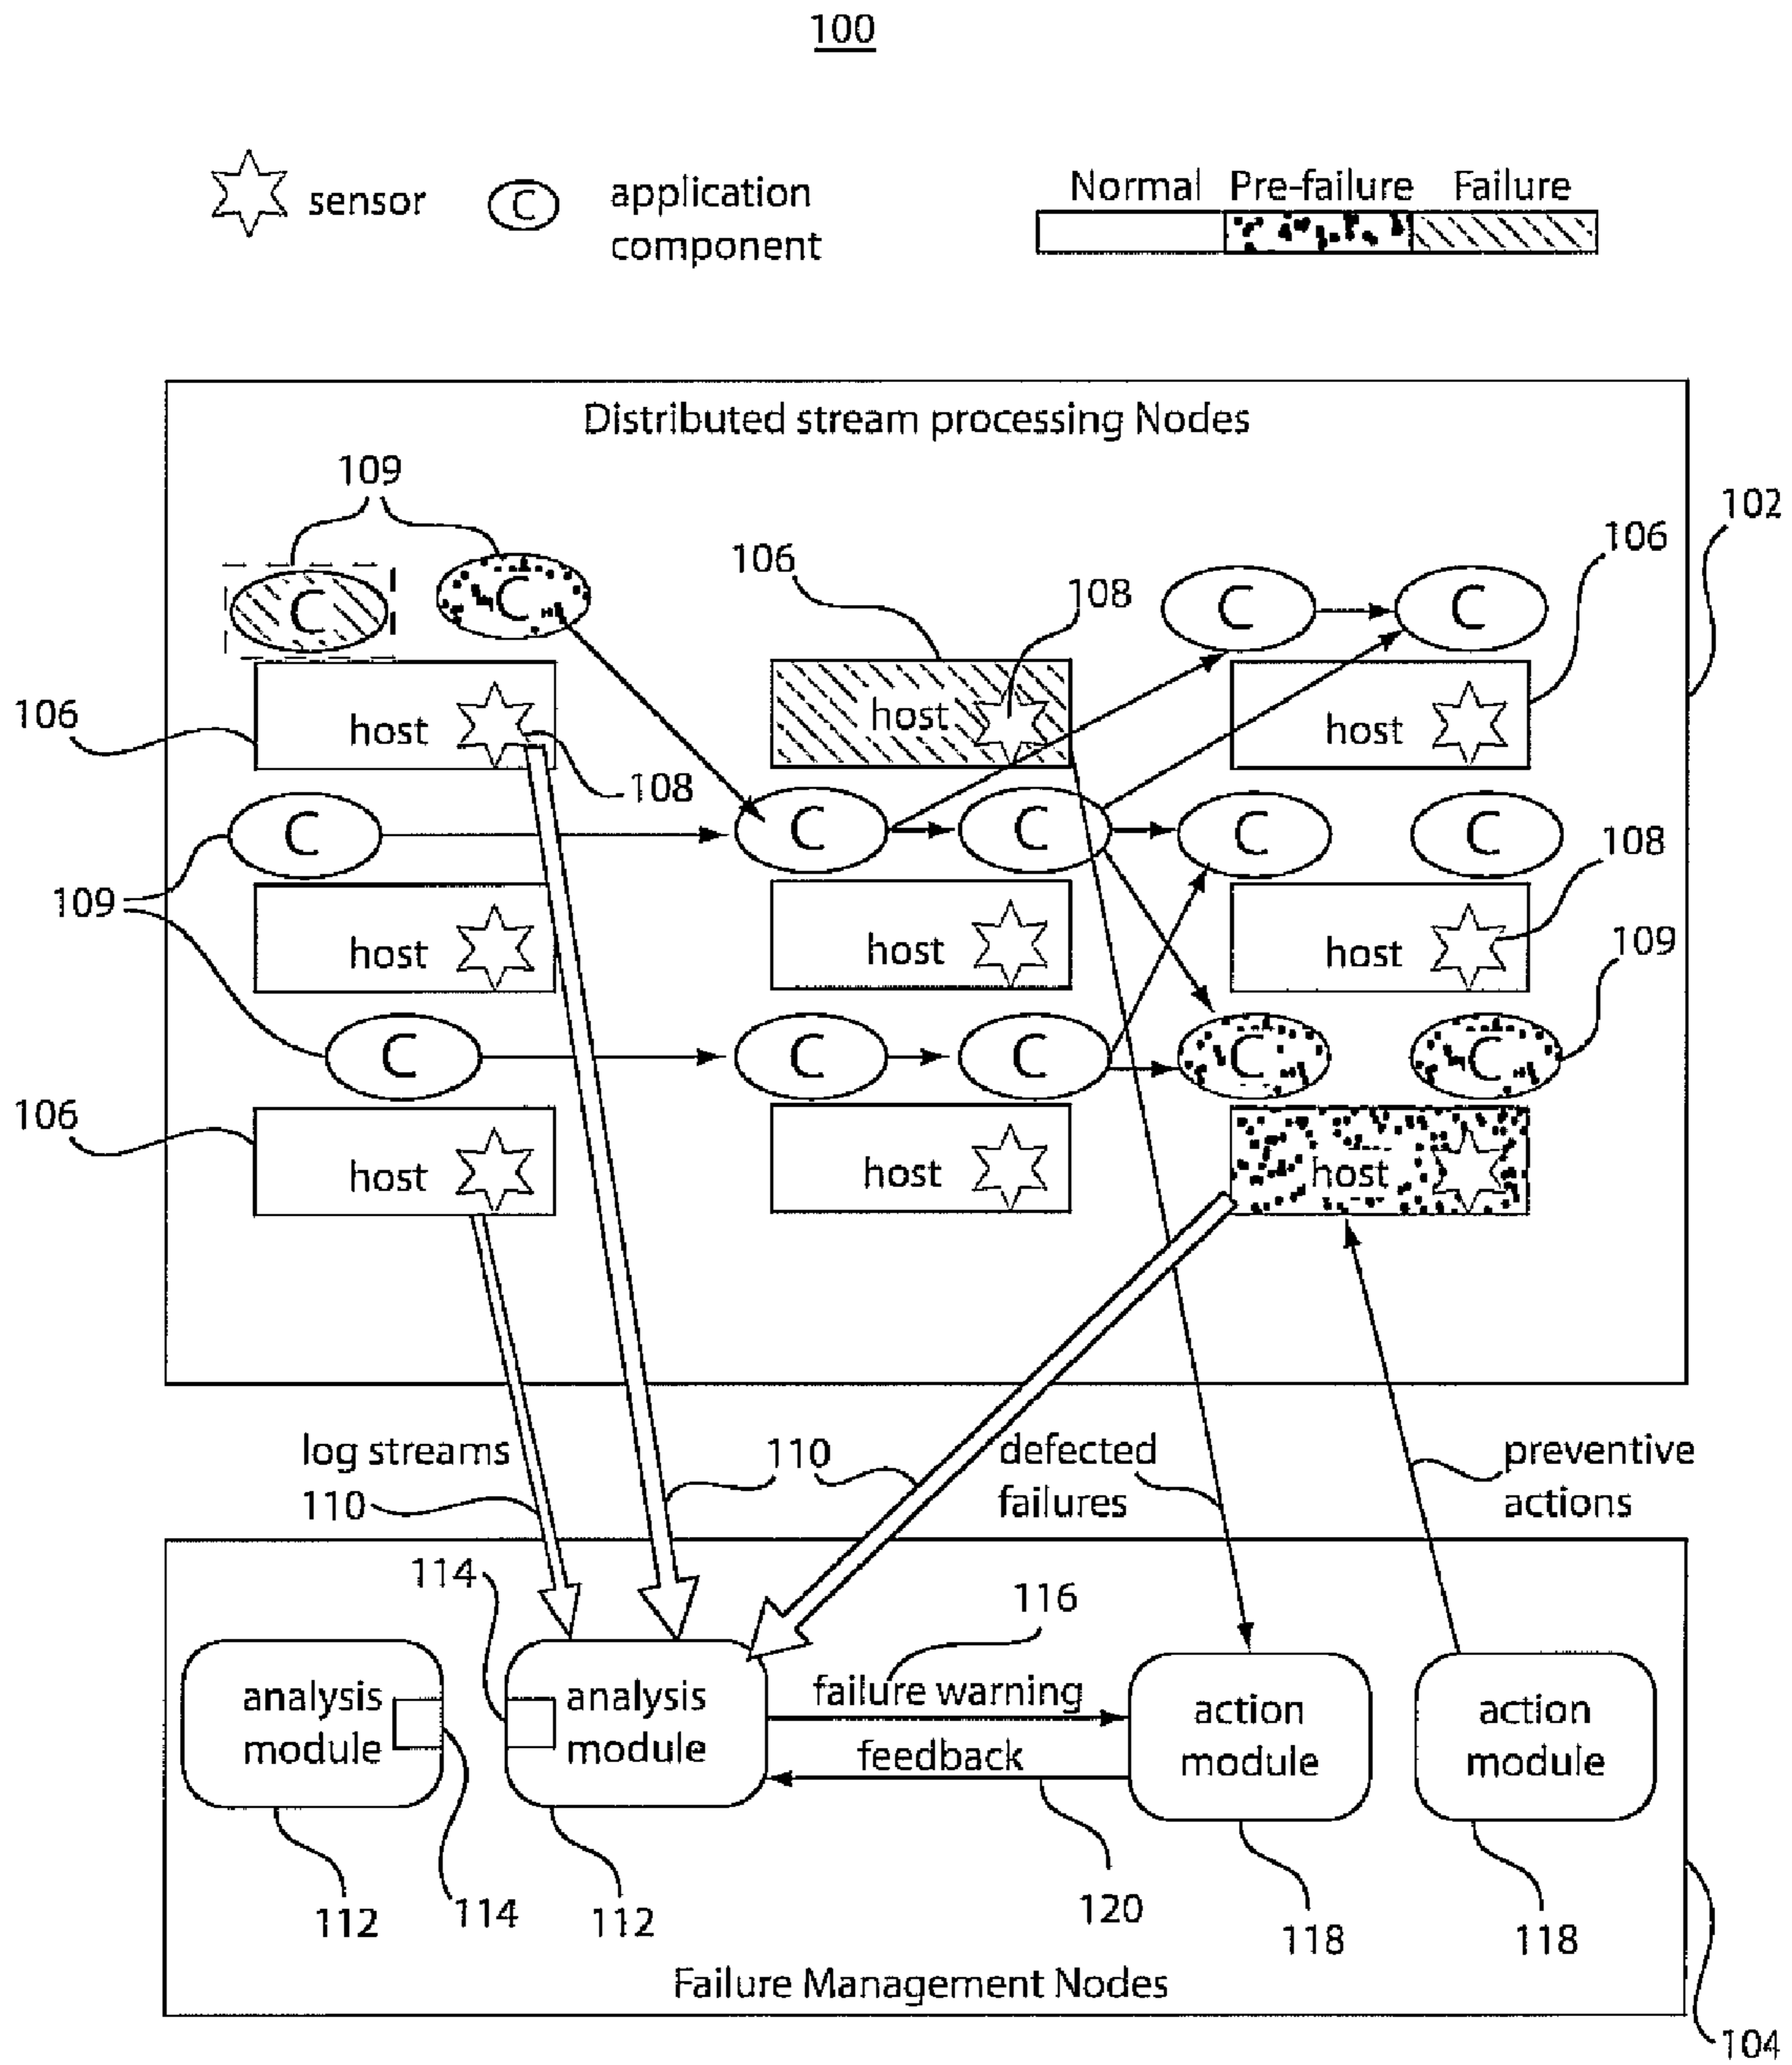 100
sensor
C
application
component
Normal Pre-failure Failure
Distributed stream processing Nodes
109
102
106
106
108
C
C
C
C
106
host
host
host
108
C
C
C
C
C
108
109
host
host
host
109
C
C
C
C
C
106
host
host
host
log streams
110
110
defected
failures
preventive
actions
114
116
analysis
module
analysis
module
failure warning
feedback
action
module
action
module
112
114
112
120
118
118
Failure Management Nodes
104